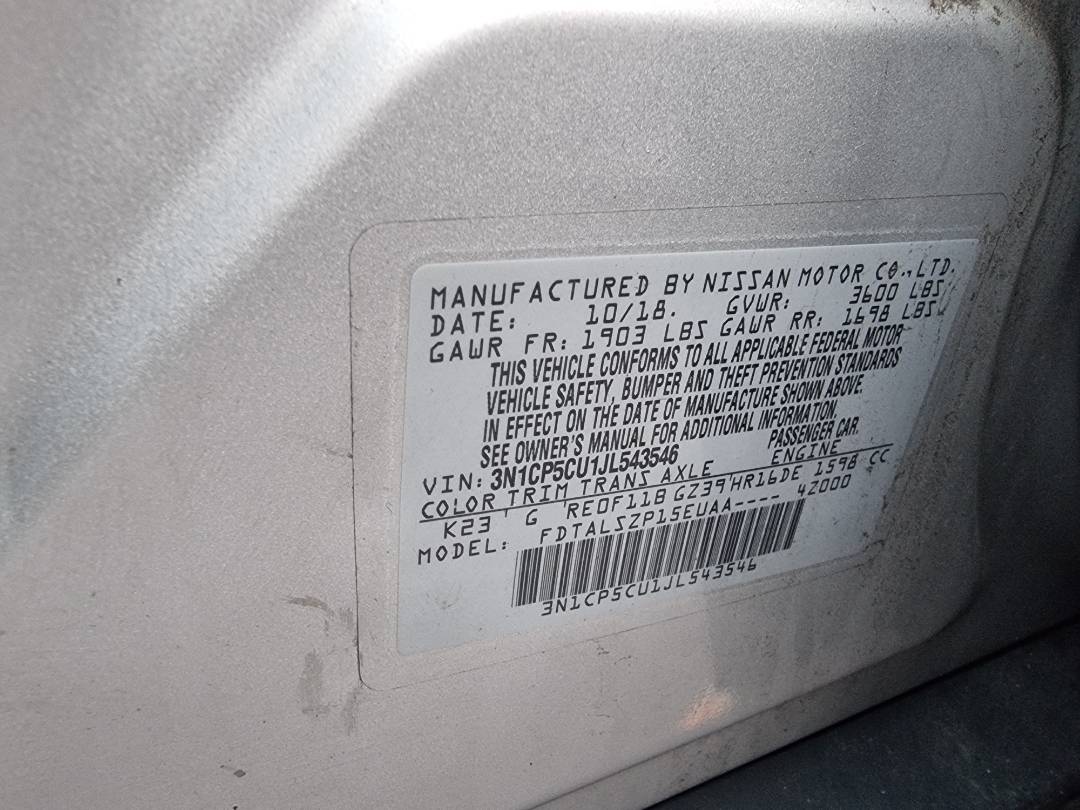 MANUFACTURED BY NISSAN MOTOR CO., LTD.
DATE: 10/18. GVWR: 3600 LBS
GAWR FR: 1903 LBS GAWR RR: 1698 LBS
THIS VEHICLE CONFORMS TO ALL APPLICABLE FEDERAL MOTOR
VEHICLE SAFETY, BUMPER AND THEFT PREVENTION STANDARDS
IN EFFECT ON THE DATE OF MANUFACTURE SHOWN ABOVE.
SEE OWNER'S MANUAL FOR ADDITIONAL INFORMATION.
VIN: 3N1CP5CU1JL543546 PASSENGER CAR.
COLOR TRIM TRANS AXLE ENGINE
K23 G RE0F11B GZ39 HR16DE 1598 CC
MODEL: FDTALSZP15EUAA---- 4Z000
3N1CP5CU1JL543546